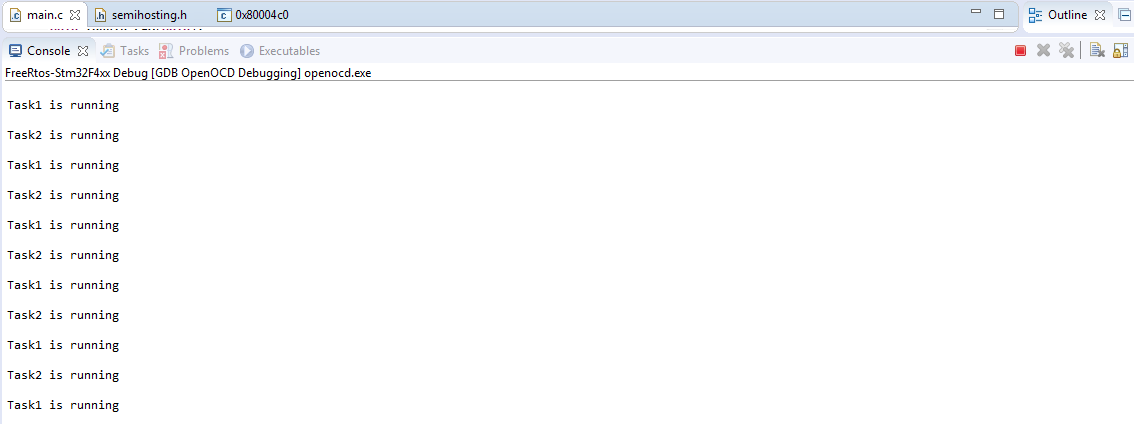 main.c semihosting.h 0x80004c0 Outline
Console Tasks Problems Executables
FreeRtos-Stm32F4xx Debug [GDB OpenOCD Debugging] openocd.exe
Task1 is running
Task2 is running
Task1 is running
Task2 is running
Task1 is running
Task2 is running
Task1 is running
Task2 is running
Task1 is running
Task2 is running
Task1 is running